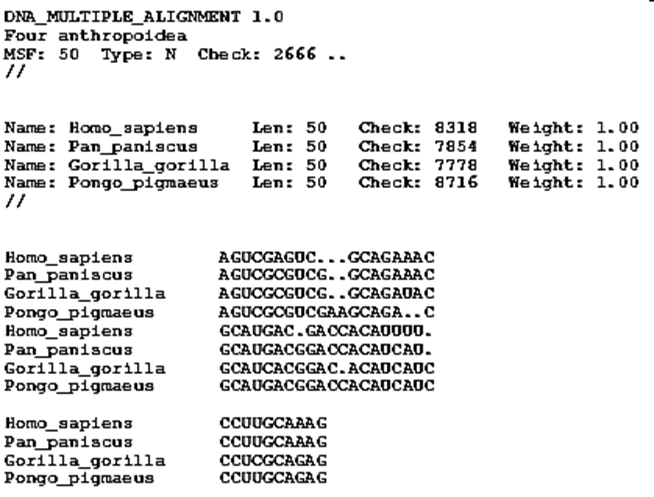 DNA_MULTIPLE_ALIGNMENT 1.0
Four anthropoidea
MSF: 50 Type: N Check: 2666 ..
//
Name: Homo_sapiens Len: 50 Check: 8318 Weight: 1.00
Name: Pan_paniscus Len: 50 Check: 7854 Weight: 1.00
Name: Gorilla_gorilla Len: 50 Check: 7778 Weight: 1.00
Name: Pongo_pigmaeus Len: 50 Check: 8716 Weight: 1.00
//
Homo_sapiens AGUCGAGUC...GCAGAAAC
Pan_paniscus AGUCGCGUCG..GCAGAAAC
Gorilla_gorilla AGUCGCGUCG..GCAGAUAC
Pongo_pigmaeus AGUCGCGUCGAAGCAGA..C
Homo_sapiens GCAUGAC.GACCACAUUUU.
Pan_paniscus GCAUGACGGACCACAUCAU.
Gorilla_gorilla GCAUCACGGAC.ACAUCAUC
Pongo_pigmaeus GCAUGACGGACCACAUCAUC
Homo_sapiens CCUUGCAAAG
Pan_paniscus CCUUGCAAAG
Gorilla_gorilla CCUCGCAGAG
Pongo_pigmaeus CCUUGCAGAG